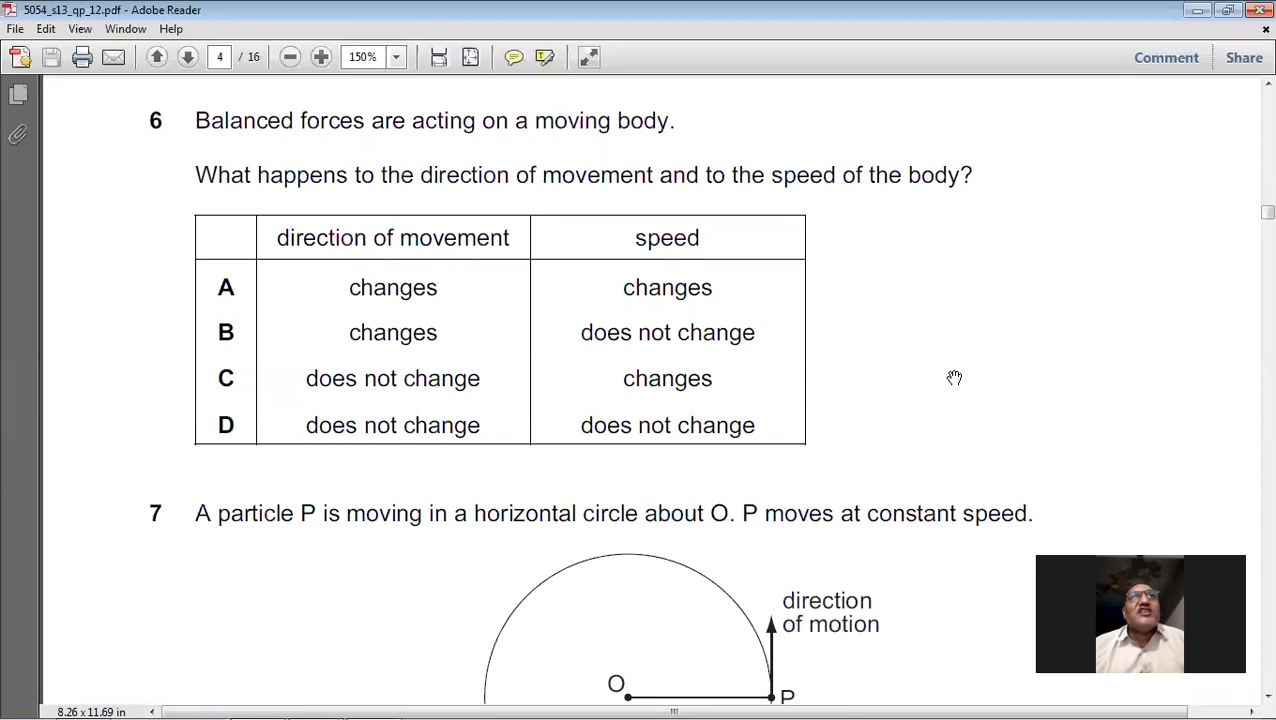 5054_s13_qp_12.pdf - Adobe Reader
File Edit View Window Help
4 / 16 150% Comment Share
6 Balanced forces are acting on a moving body.
What happens to the direction of movement and to the speed of the body?
direction of movement speed
A changes changes
B changes does not change
C does not change changes
D does not change does not change
7 A particle P is moving in a horizontal circle about O. P moves at constant speed.
direction
of motion
O P
8.26 x 11.69 in